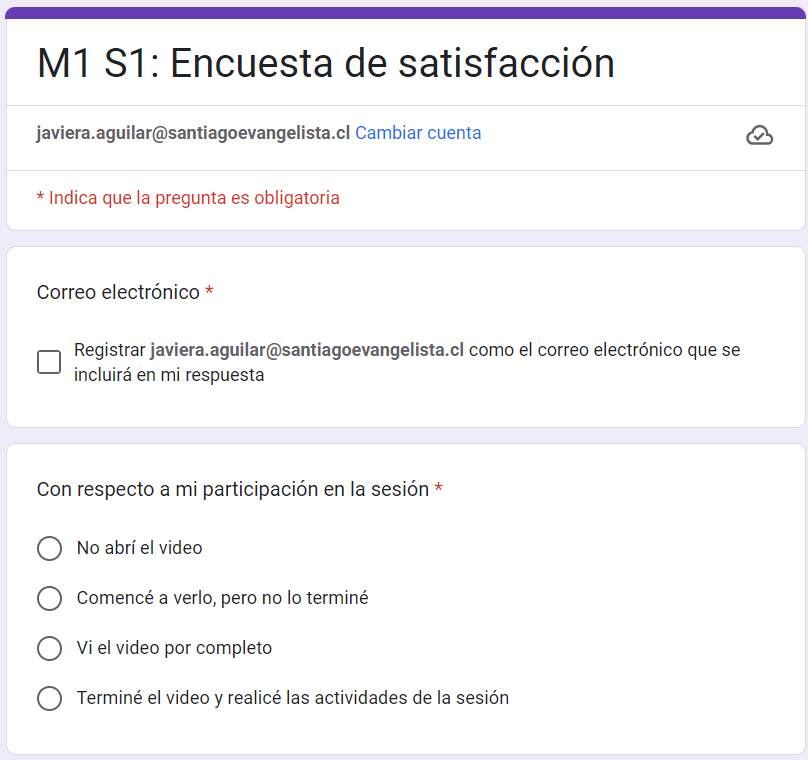 M1 S1: Encuesta de satisfacción
javiera.aguilar@santiagoevangelista.cl Cambiar cuenta
* Indica que la pregunta es obligatoria
Correo electrónico *
Registrar javiera.aguilar@santiagoevangelista.cl como el correo electrónico que se
incluirá en mi respuesta
Con respecto a mi participación en la sesión *
No abrí el video
Comencé a verlo, pero no lo terminé
Vi el video por completo
Terminé el video y realicé las actividades de la sesión